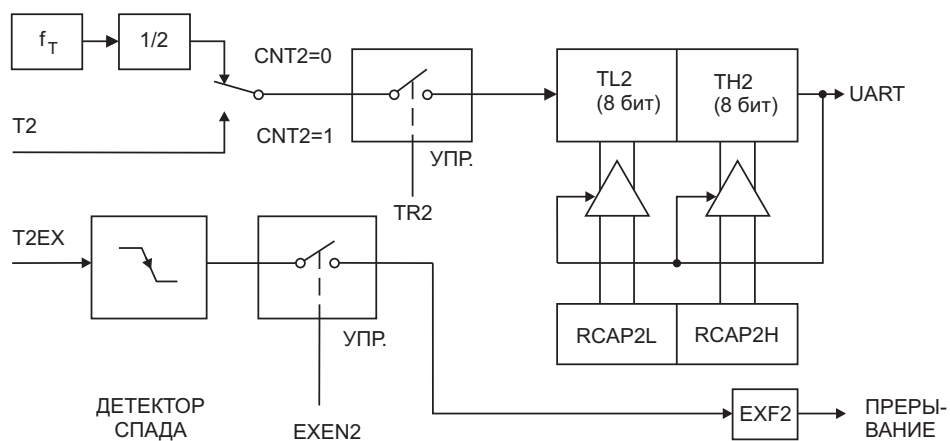 f T
1/2
CNT2=0
T2
CNT2=1
УПР.
TR2
TL2
(8 бит)
TH2
(8 бит)
UART
T2EX
УПР.
RCAP2L
RCAP2H
ДЕТЕКТОР
СПАДА
EXEN2
EXF2
ПРЕРЫ-
ВАНИЕ